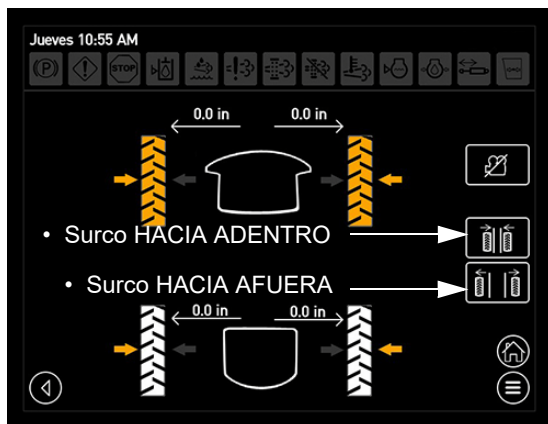 Jueves 10:55 AM
(P) STOP
0.0 in 0.0 in
• Surco HACIA ADENTRO
• Surco HACIA AFUERA
0.0 in 0.0 in